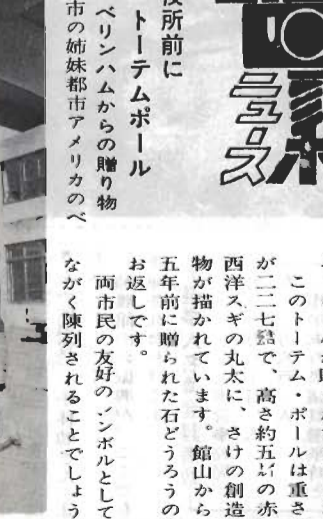 ニュース
役所前に
トーテムポール
ベリンハムからの贈り物
市の姉妹都市アメリカのベ
このトーテム・ポールは重さ
が二二七㌔で、高さ約五㍍の赤
西洋スギの丸太に、さけの創造
物が描かれています。館山から
五年前に贈られた石どうろうの
お返しです。
両市民の友好のシンボルとして
ながく陳列されることでしょう